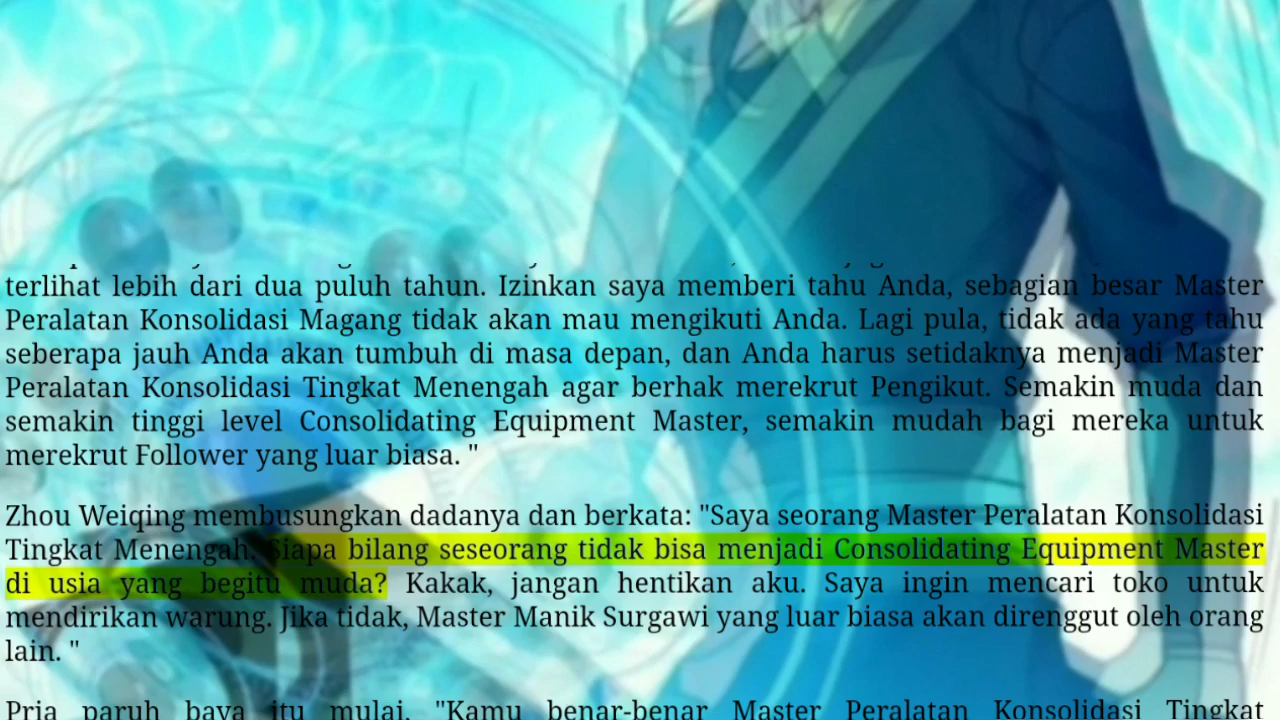 terlihat lebih dari dua puluh tahun. Izinkan saya memberi tahu Anda, sebagian besar Master
Peralatan Konsolidasi Magang tidak akan mau mengikuti Anda. Lagi pula, tidak ada yang tahu
seberapa jauh Anda akan tumbuh di masa depan, dan Anda harus setidaknya menjadi Master
Peralatan Konsolidasi Tingkat Menengah agar berhak merekrut Pengikut. Semakin muda dan
semakin tinggi level Consolidating Equipment Master, semakin mudah bagi mereka untuk
merekrut Follower yang luar biasa. "
Zhou Weiqing membusungkan dadanya dan berkata: "Saya seorang Master Peralatan Konsolidasi
Tingkat Menengah. Siapa bilang seseorang tidak bisa menjadi Consolidating Equipment Master
di usia yang begitu muda? Kakak, jangan hentikan aku. Saya ingin mencari toko untuk
mendirikan warung. Jika tidak, Master Manik Surgawi yang luar biasa akan direnggut oleh orang
lain. "
Pria paruh baya itu mulai, "Kamu benar-benar Master Peralatan Konsolidasi Tingkat